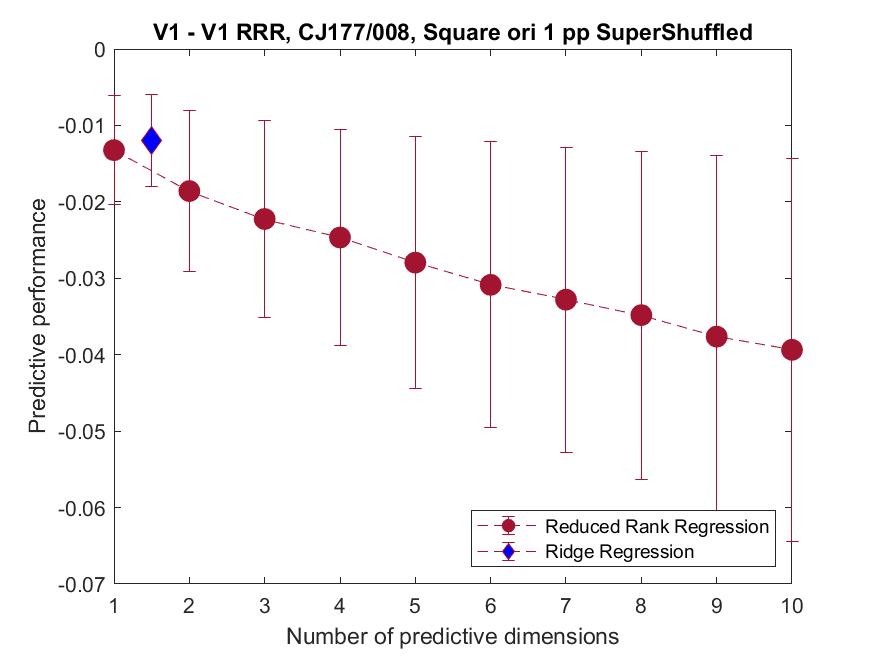 V1 - V1 RRR, CJ177/008, Square ori 1 pp SuperShuffled
0
-0.01
-0.02
-0.03
-0.04
-0.05
-0.06
-0.07
Predictive performance
1 2 3 4 5 6 7 8 9 10
Number of predictive dimensions
Reduced Rank Regression
Ridge Regression